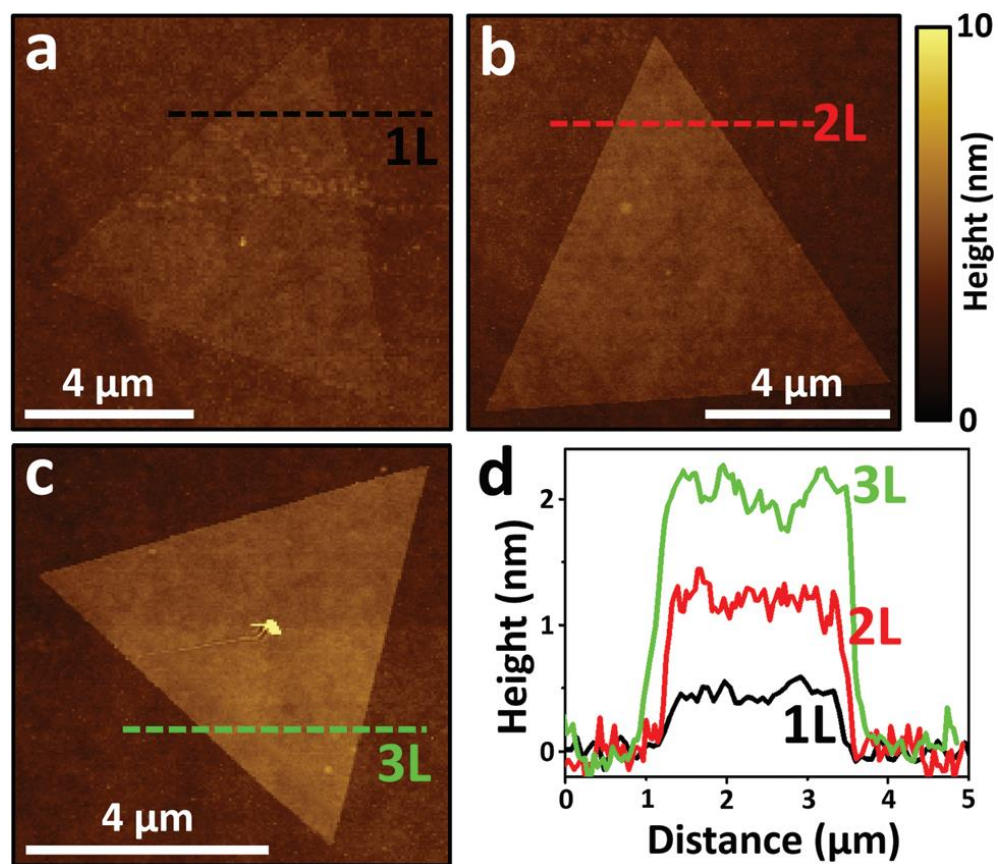 a
1L
4 μm
b
2L
4 μm
10
Height (nm)
0
c
3L
4 μm
d
3L
2L
1L
Height (nm)
2
1
0
0 1 2 3 4 5
Distance (μm)